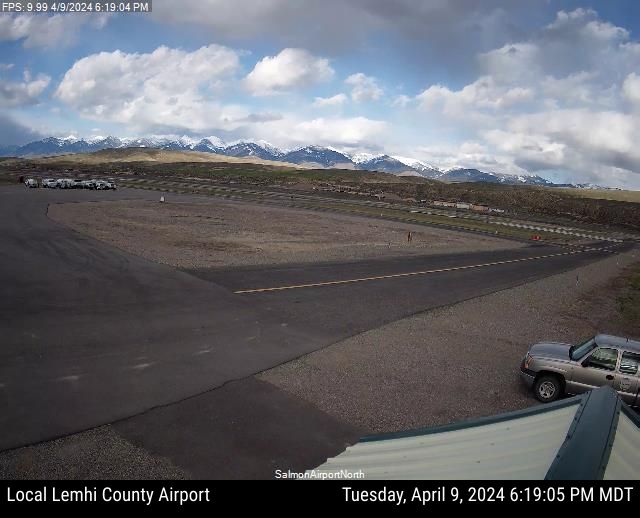 FPS: 9.99 4/9/2024 6:19:04 PM
SalmonAirportNorth
Local Lemhi County Airport
Tuesday, April 9, 2024 6:19:05 PM MDT